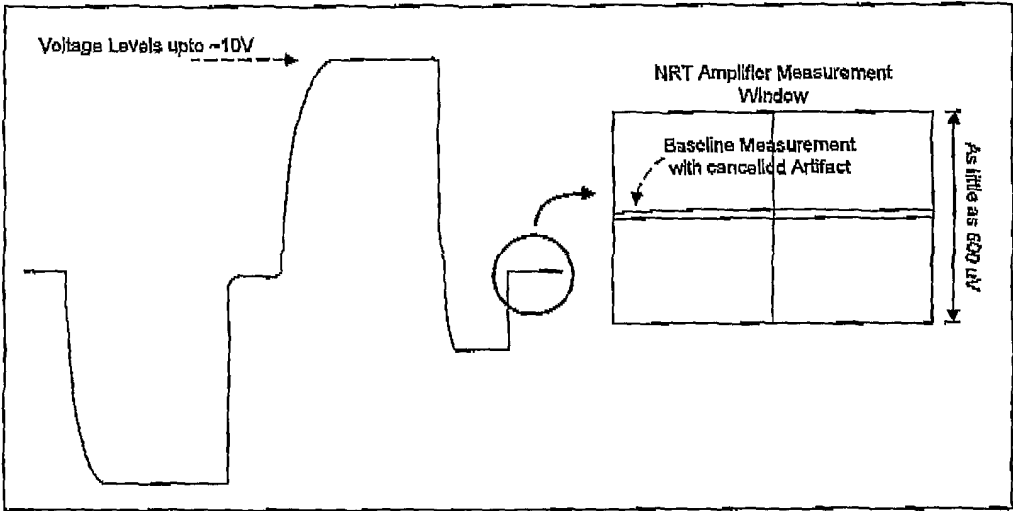 Voltage Levels upto ~10V
NRT Amplifier Measurement
Window
Baseline Measurement
with cancelled Artifact
As little as 600 uV